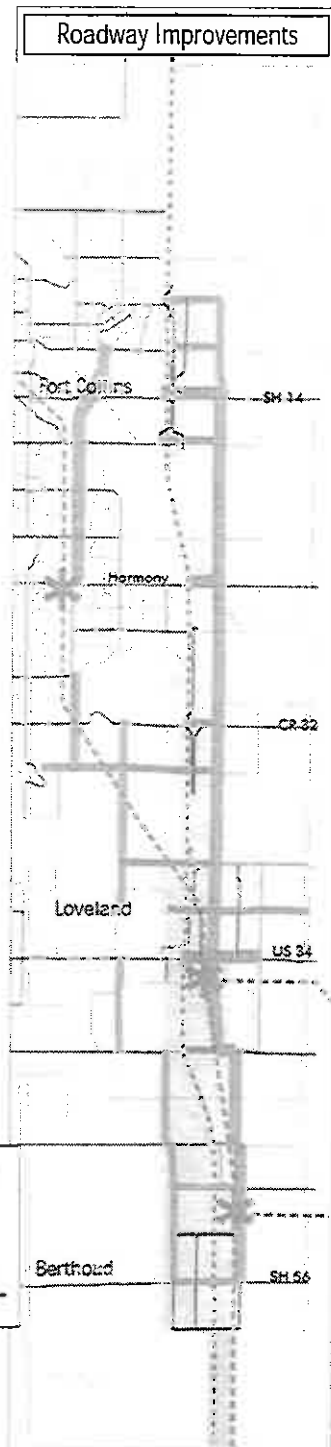 Roadway Improvements
Fort Collins
SH 14
Harmony
CR 32
Loveland
US 34
Berthoud
SH 56